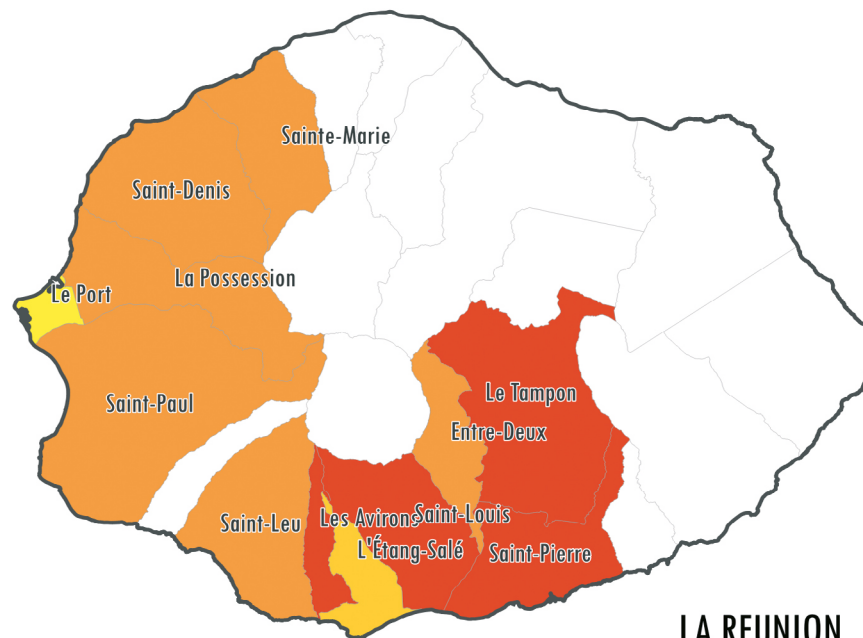 Sainte-Marie
Saint-Denis
La Possession
Le Port
Saint-Paul
Le Tampon
Entre-Deux
Saint-Leu
Les Avirons
Saint-Louis
L'Étang-Salé
Saint-Pierre
LA REUNION